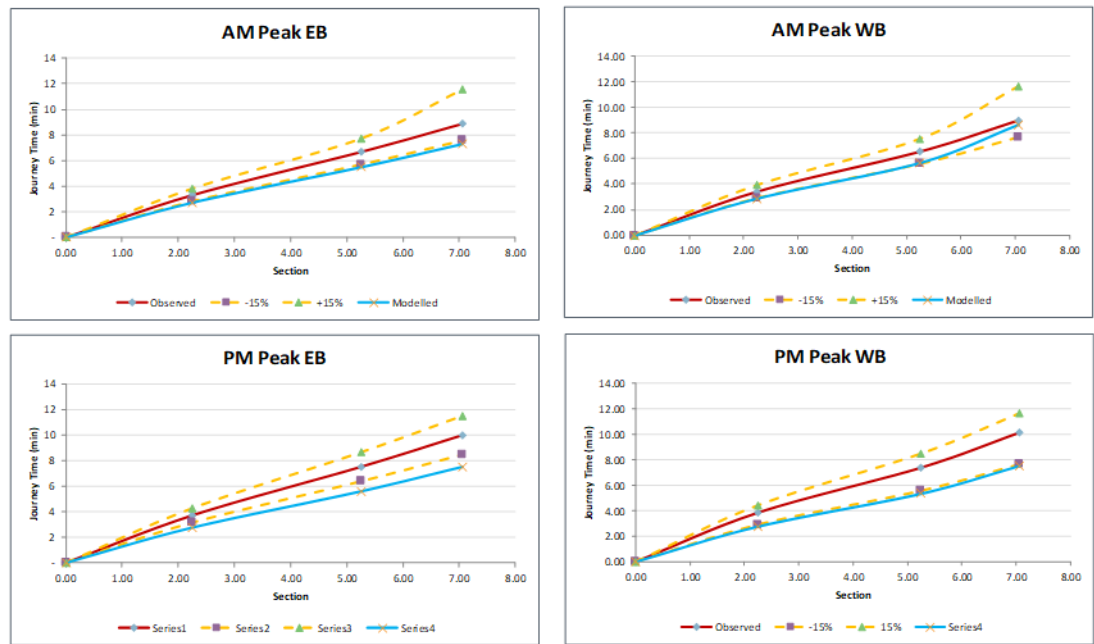 AM Peak EB
14
12
10
8
6
4
2
-
Journey Time (min)
0.00 1.00 2.00 3.00 4.00 5.00 6.00 7.00 8.00
Section
Observed -15% +15% Modelled
AM Peak WB
14.00
12.00
10.00
8.00
6.00
4.00
2.00
0.00
Journey Time (min)
0.00 1.00 2.00 3.00 4.00 5.00 6.00 7.00 8.00
Section
Observed -15% +15% Modelled
PM Peak EB
14
12
10
8
6
4
2
-
Journey Time (min)
0.00 1.00 2.00 3.00 4.00 5.00 6.00 7.00 8.00
Section
Series1 Series2 Series3 Series4
PM Peak WB
14.00
12.00
10.00
8.00
6.00
4.00
2.00
0.00
Journey Time (min)
0.00 1.00 2.00 3.00 4.00 5.00 6.00 7.00 8.00
Section
Observed -15% 15% Series4